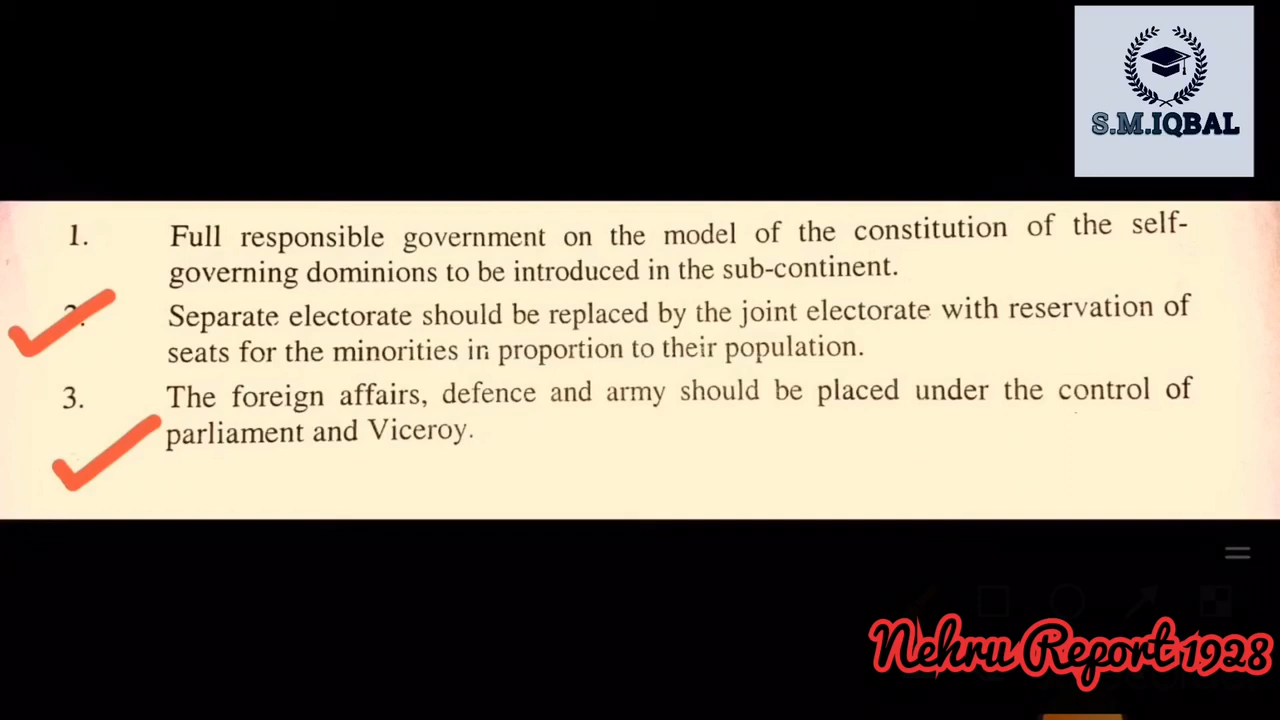 S.M.IQBAL
1. Full responsible government on the model of the constitution of the self-
governing dominions to be introduced in the sub-continent.
2. Separate electorate should be replaced by the joint electorate with reservation of
seats for the minorities in proportion to their population.
3. The foreign affairs, defence and army should be placed under the control of
parliament and Viceroy.
Nehru Report 1928